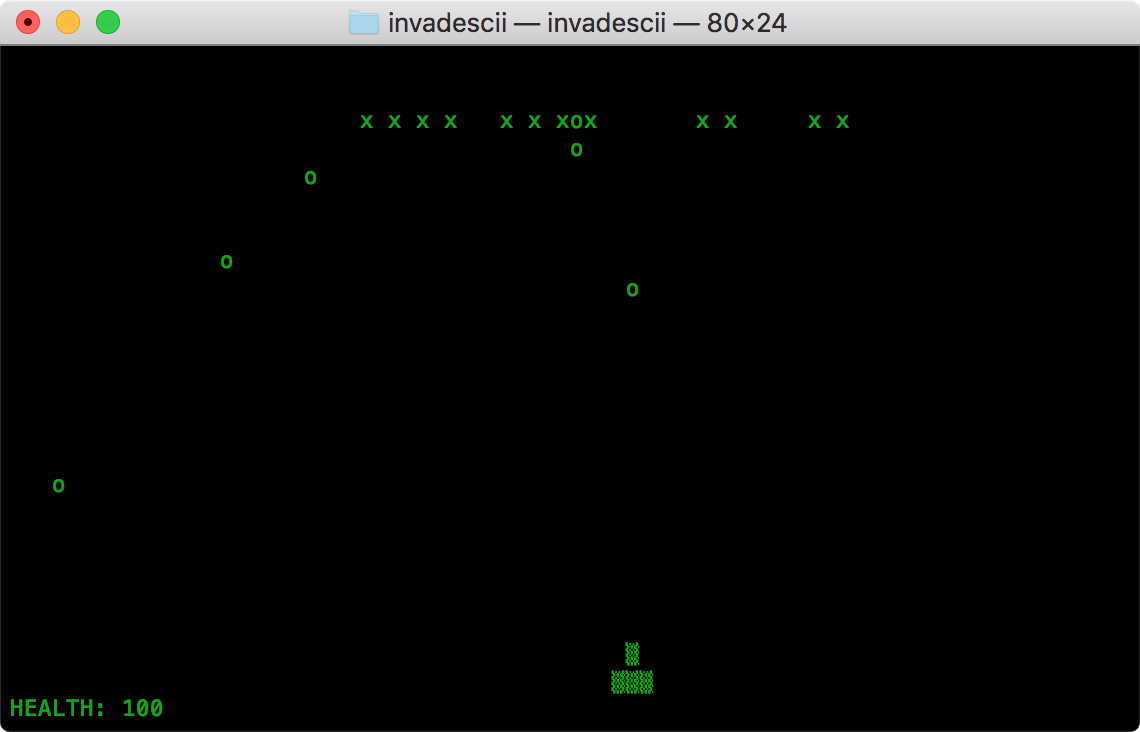 invadescii — invadescii — 80×24
x x x x   x x xox       x x     x x
o
o
o
o
o
HEALTH: 100